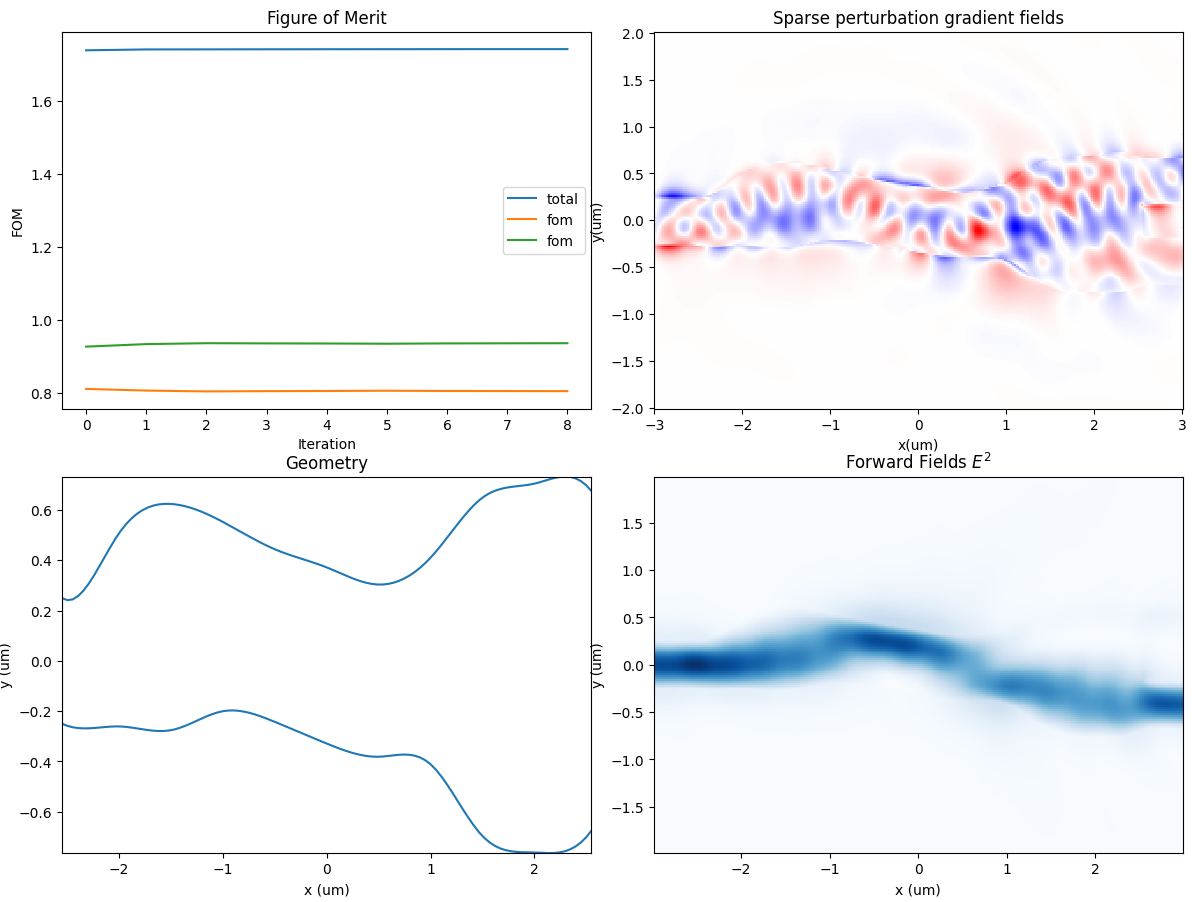 Figure of Merit
FOM
1.6
1.4
1.2
1.0
0.8
total
fom
fom
0 1 2 3 4 5 6 7 8
Iteration
Sparse perturbation gradient fields
y(um)
2.0
1.5
1.0
0.5
0.0
−0.5
−1.0
−1.5
−2.0
−3 −2 −1 0 1 2 3
x(um)
Geometry
y (um)
0.6
0.4
0.2
0.0
−0.2
−0.4
−0.6
−2 −1 0 1 2
x (um)
Forward Fields E²
y (um)
1.5
1.0
0.5
0.0
−0.5
−1.0
−1.5
−2 −1 0 1 2
x (um)